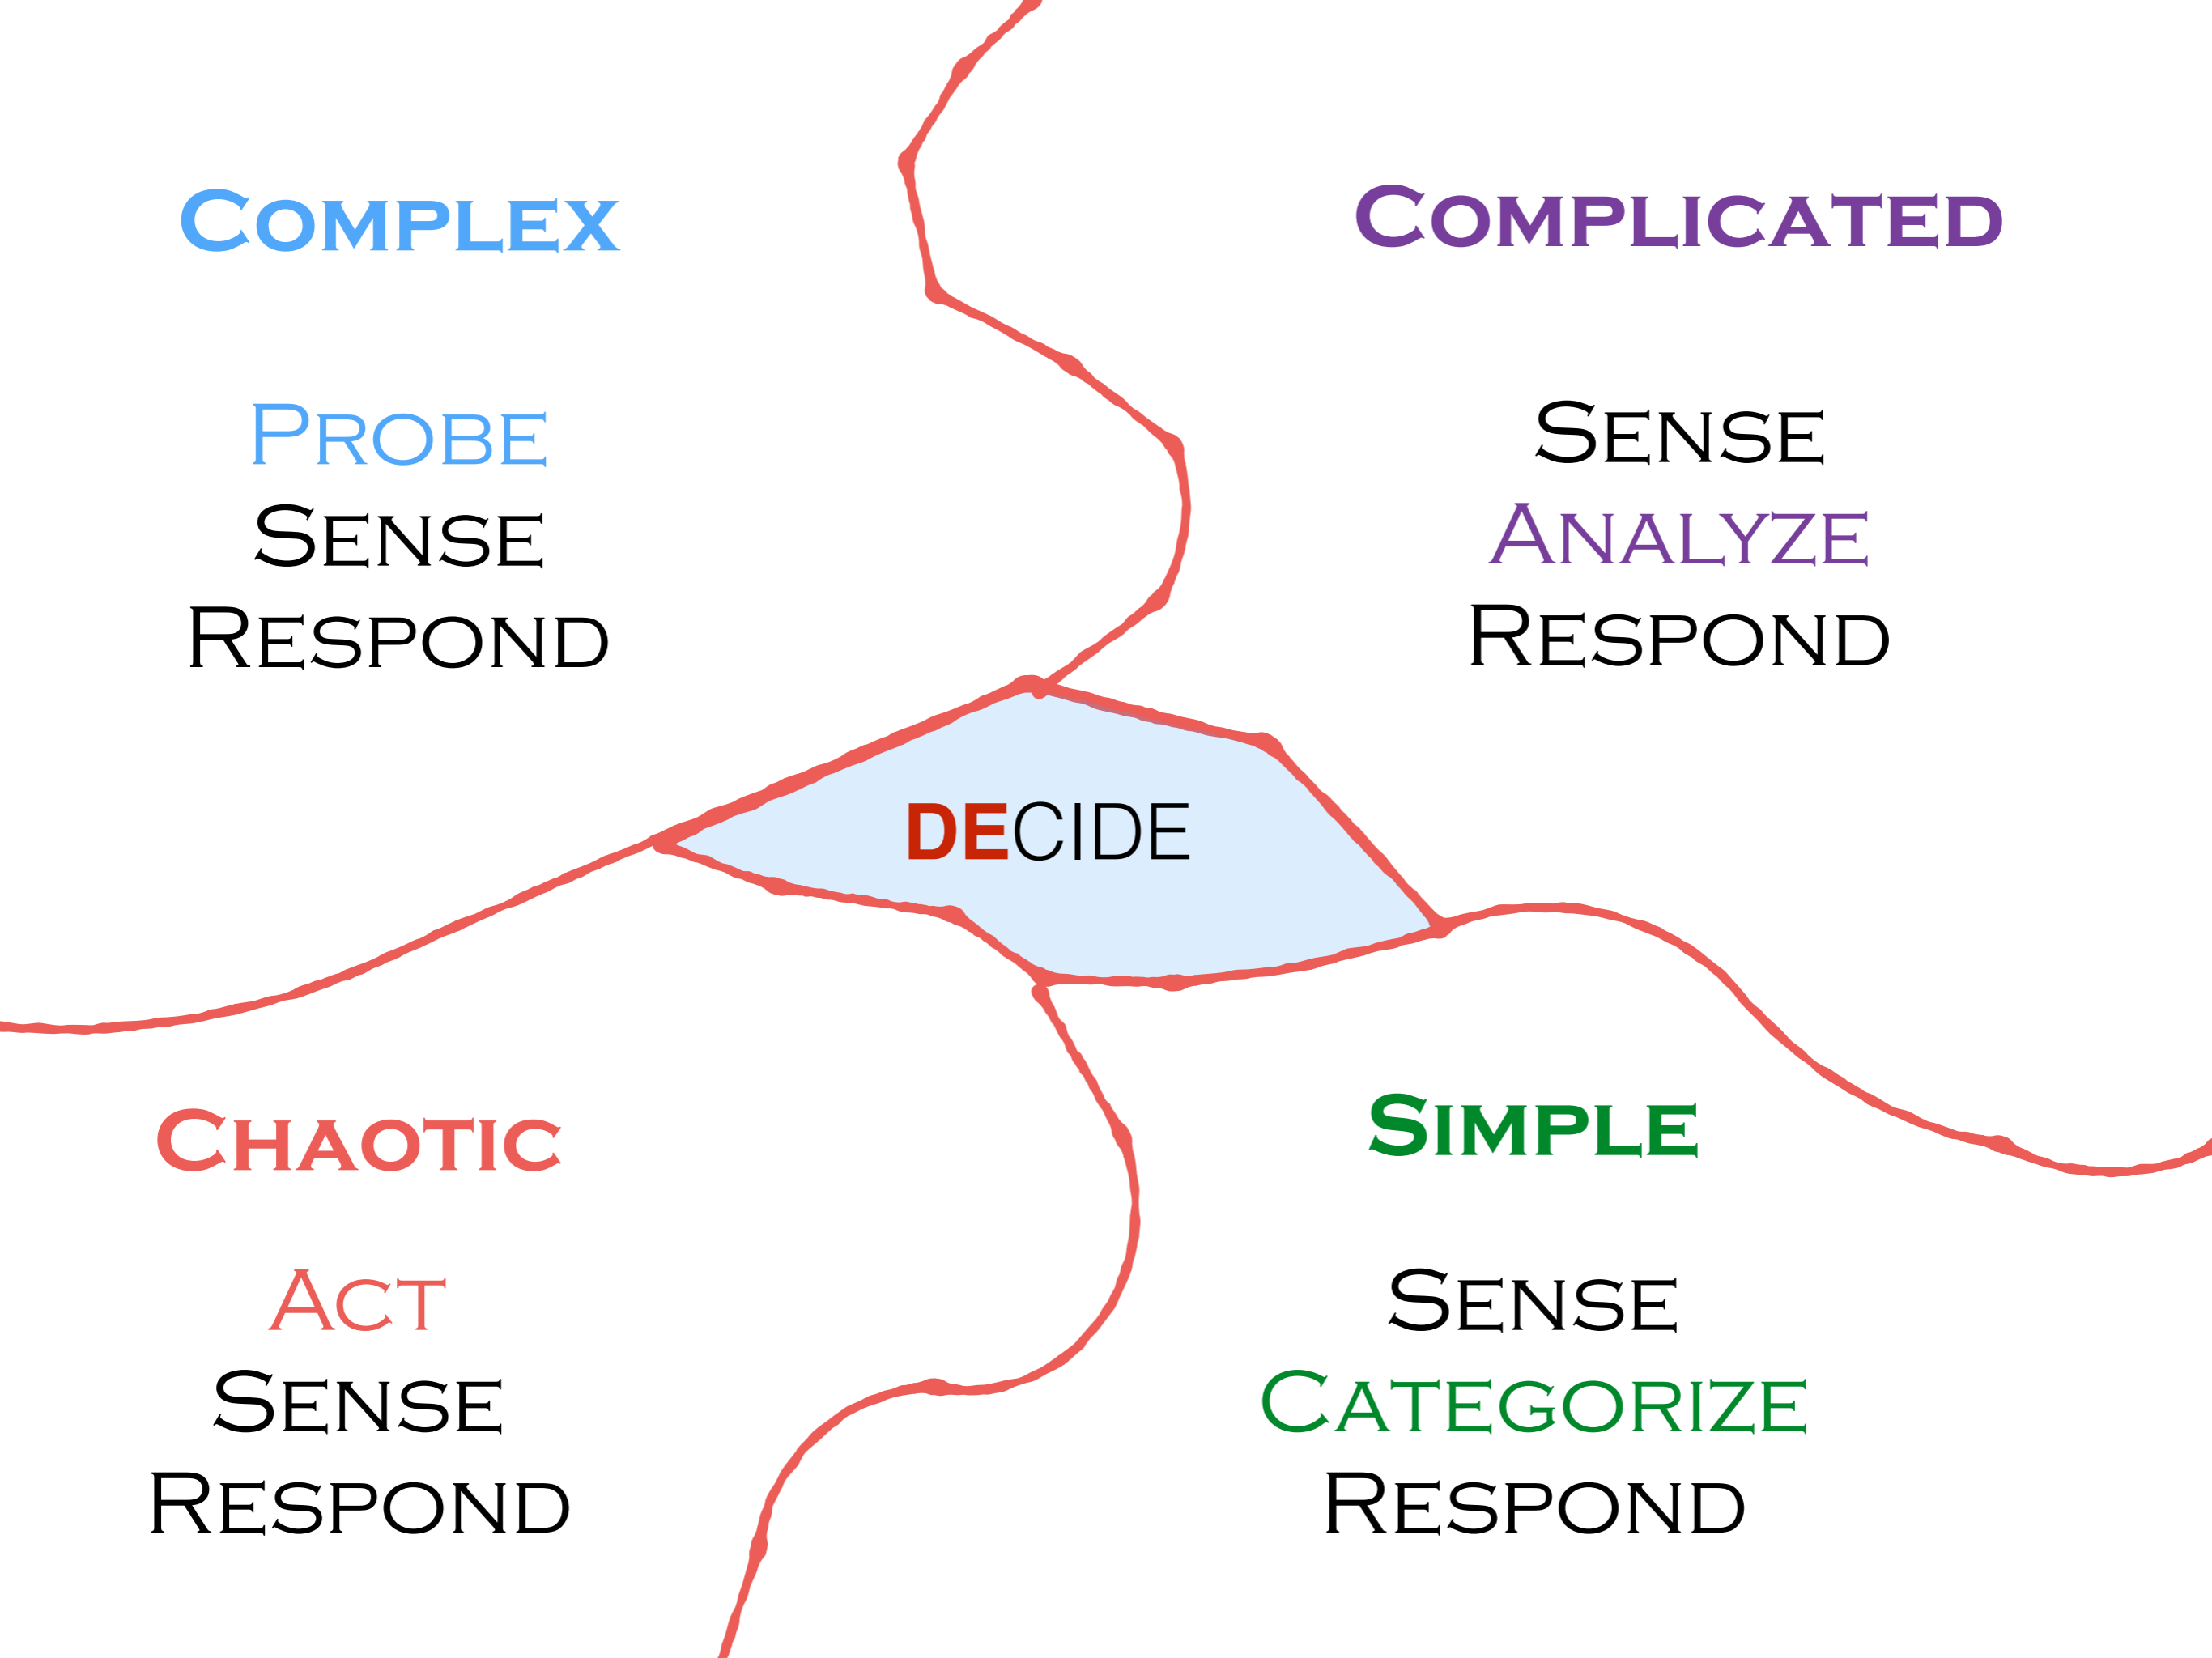 Complex
Probe
Sense
Respond
Complicated
Sense
Analyze
Respond
DECIDE
Chaotic
Act
Sense
Respond
Simple
Sense
Categorize
Respond